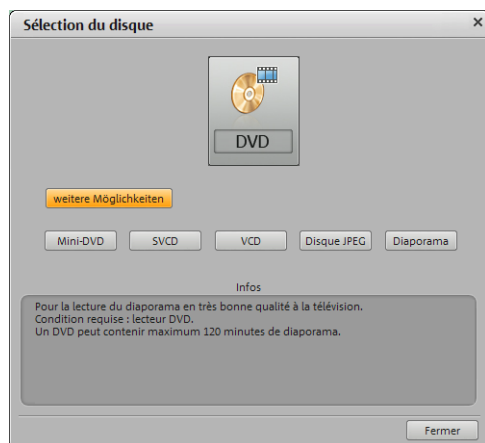 Sélection du disque
DVD
weitere Möglichkeiten
Mini-DVD SVCD VCD Disque JPEG Diaporama
Infos
Pour la lecture du diaporama en très bonne qualité à la télévision.
Condition requise : lecteur DVD.
Un DVD peut contenir maximum 120 minutes de diaporama.
Fermer